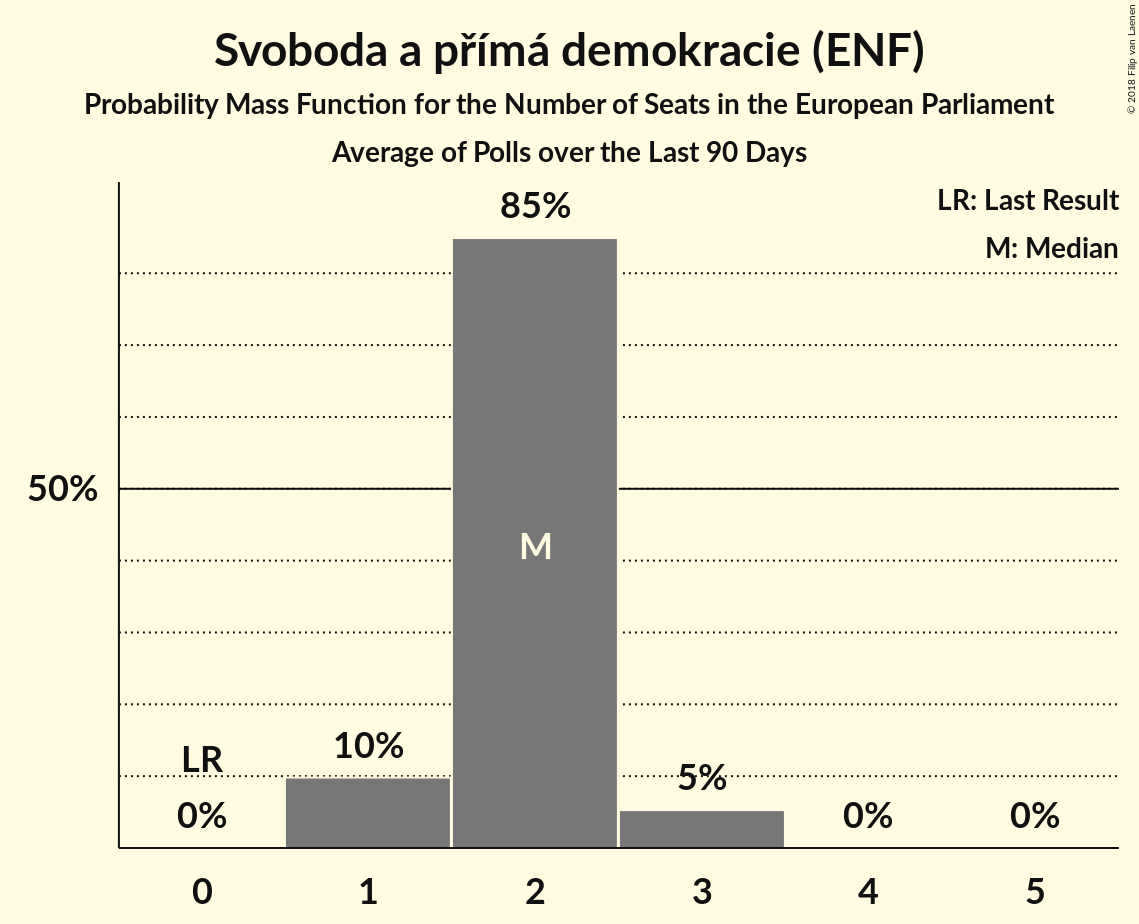 Svoboda a přímá demokracie (ENF)
Probability Mass Function for the Number of Seats in the European Parliament
Average of Polls over the Last 90 Days
© 2018 Filip van Laenen
LR: Last Result
M: Median
85%
50%
M
LR
10%
5%
0%
0%
0%
0 1 2 3 4 5